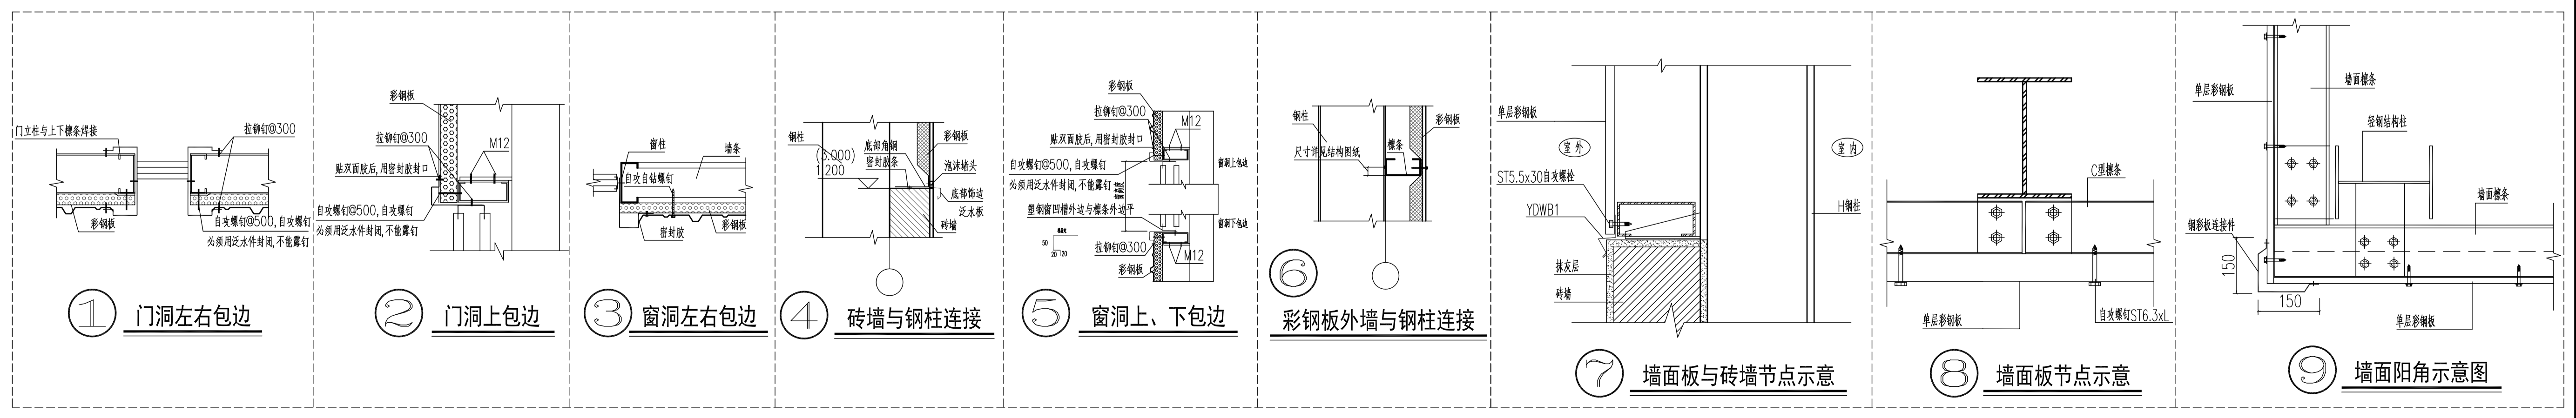 门立柱与上下檩条焊接
拉铆钉@300
彩钢板
自攻螺钉@500,自攻螺钉
必须用泛水件封闭,不能露钉
1
门洞左右包边
彩钢板
拉铆钉@300
M12
贴双面胶后,用密封胶封口
自攻螺钉@500,自攻螺钉
必须用泛水件封闭,不能露钉
2
门洞上包边
窗柱
墙条
自攻自钻螺钉
密封胶
彩钢板
3
窗洞左右包边
钢柱
(3.000)
1.200
底部角钢
密封胶条
彩钢板
泡沫堵头
底部饰边
泛水板
砖墙
4
砖墙与钢柱连接
彩钢板
拉铆钉@300
M12
贴双面胶后,用密封胶封口
自攻螺钉@500,自攻螺钉
必须用泛水件封闭,不能露钉
窗洞上包边
窗高度
塑钢窗凹槽外边与檩条外边平
窗洞下包边
50
20
20
拉铆钉@300
M12
彩钢板
5
窗洞上、下包边
钢柱
彩钢板
檩条
尺寸详见结构图纸
6
彩钢板外墙与钢柱连接
单层彩钢板
室外
室内
ST5.5x30自攻螺栓
YDWB1
H钢柱
抹灰层
砖墙
7
墙面板与砖墙节点示意
C型檩条
单层彩钢板
自攻螺钉ST6.3xL
8
墙面板节点示意
墙面檩条
单层彩钢板
轻钢结构柱
墙面檩条
钢彩板连接件
150
150
单层彩钢板
9
墙面阳角示意图